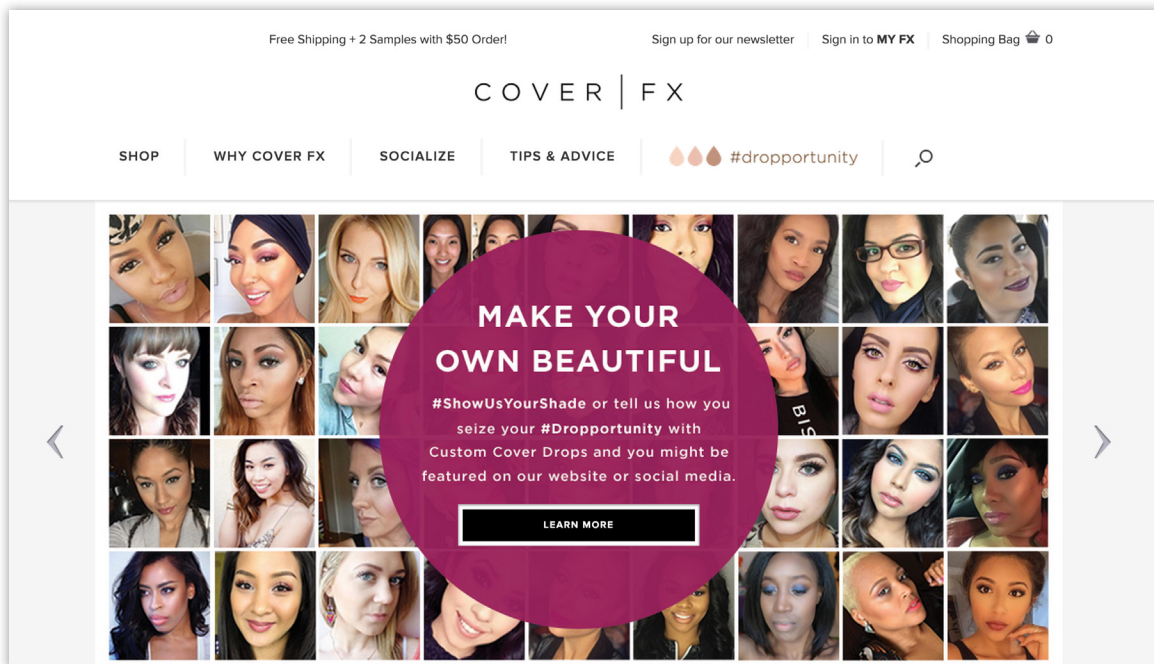 Free Shipping + 2 Samples with $50 Order!
Sign up for our newsletter
Sign in to MY FX
Shopping Bag 0
COVER | FX
SHOP
WHY COVER FX
SOCIALIZE
TIPS & ADVICE
#dropportunity
MAKE YOUR
OWN BEAUTIFUL
#ShowUsYourShade or tell us how you
seize your #Dropportunity with
Custom Cover Drops and you might be
featured on our website or social media.
LEARN MORE
BIS